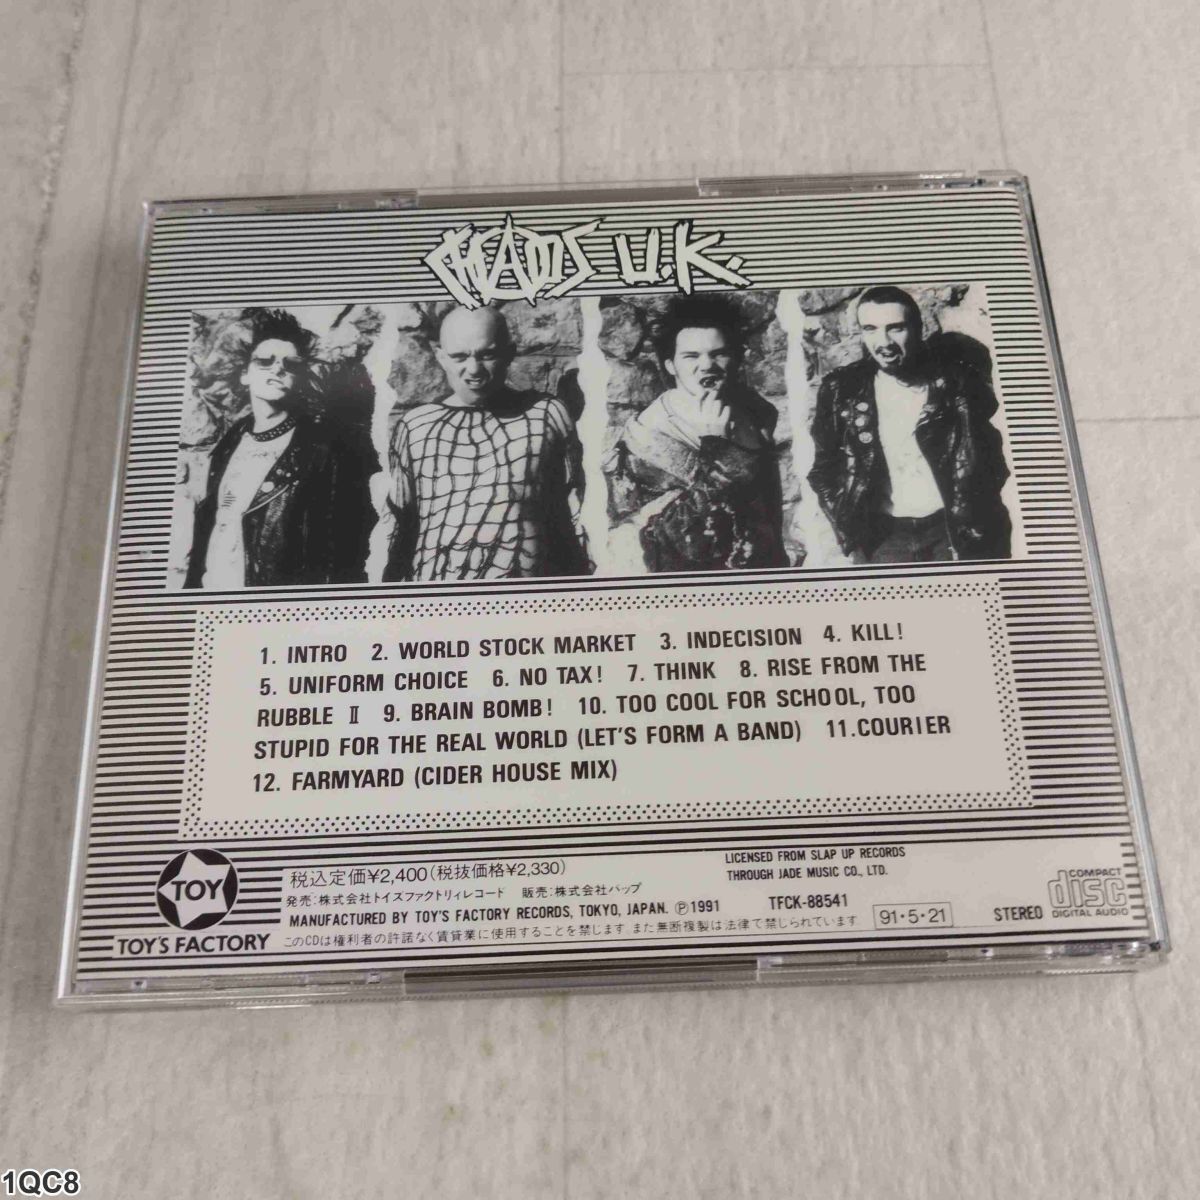 CHAOS U.K.
1. INTRO 2. WORLD STOCK MARKET 3. INDECISION 4. KILL!
5. UNIFORM CHOICE 6. NO TAX! 7. THINK 8. RISE FROM THE
RUBBLE II 9. BRAIN BOMB! 10. TOO COOL FOR SCHOOL, TOO
STUPID FOR THE REAL WORLD (LET'S FORM A BAND) 11.COURIER
12. FARMYARD (CIDER HOUSE MIX)
TOY
TOY'S FACTORY
税込定価¥2,400(税抜価格¥2,330)
発売:株式会社トイズファクトリィレコード 販売:株式会社バップ
MANUFACTURED BY TOY'S FACTORY RECORDS, TOKYO, JAPAN. Ⓟ1991
このCDは権利者の許諾なく賃貸業に使用することを禁じます。また無断複製は法律で禁じられています
LICENSED FROM SLAP UP RECORDS
THROUGH JADE MUSIC CO., LTD.
TFCK-88541
91・5・21
STEREO
COMPACT
disc
DIGITAL AUDIO
1QC8